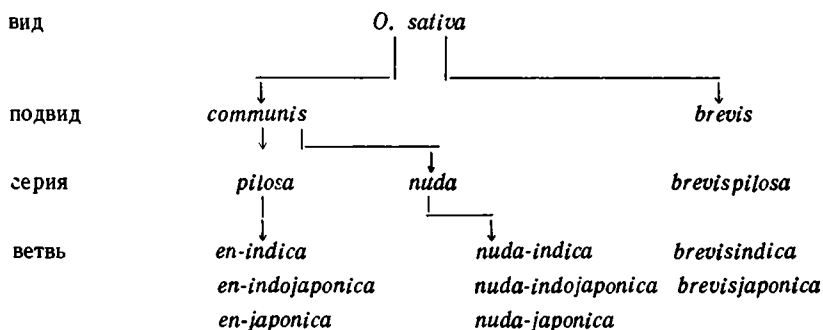 вид O. sativa
подвид communis brevis
серия pilosa nuda brevispilosa
ветвь en-indica nuda-indica brevisindica
en-indojaponica nuda-indojaponica brevisjaponica
en-japonica nuda-japonica